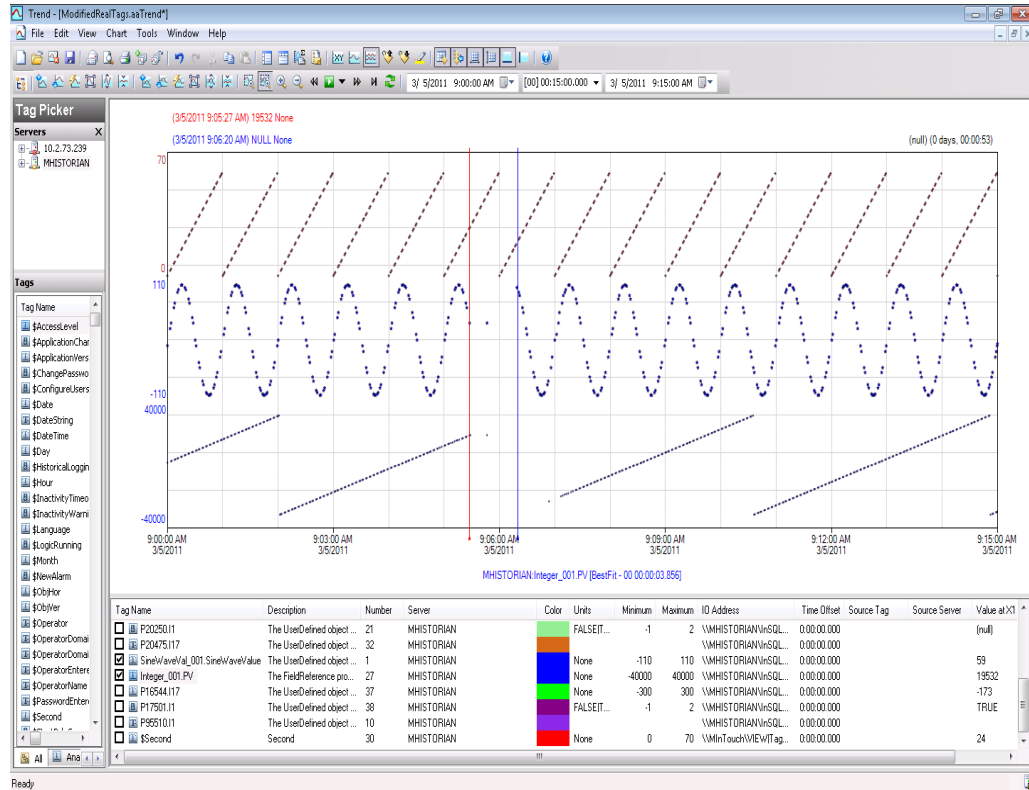 Trend - [ModifiedRealTags.aaTrend*]
File Edit View Chart Tools Window Help
3/ 5/2011 9:00:00 AM [00] 00:15:00.000 3/ 5/2011 9:15:00 AM
Tag Picker
Servers X
10.2.73.239
MHISTORIAN
(3/5/2011 9:05:27 AM) 19532 None
(3/5/2011 9:06:20 AM) NULL None (null) (0 days, 00:00:53)
70
0
110
-110
40000
-40000
9:00:00 AM 9:03:00 AM 9:06:00 AM 9:09:00 AM 9:12:00 AM 9:15:00 AM
3/5/2011 3/5/2011 3/5/2011 3/5/2011 3/5/2011 3/5/2011
MHISTORIAN:Integer_001.PV [BestFit - 00 00:00:03.856]
Tags
Tag Name
$AccessLevel
$ApplicationChar
$ApplicationVers
$ChangePasswo
$ConfigureUsers
$Date
$DateString
$DateTime
$Day
$HistoricalLoggin
$Hour
$InactivityTimeo
$InactivityWarni
$Language
$LogicRunning
$Month
$NewAlarm
$ObjHor
$ObjVer
$Operator
$OperatorDomai
$OperatorDomai
$OperatorEntere
$OperatorName
$PasswordEnter
$Second
All Ana
Tag Name Description Number Server Color Units Minimum Maximum IO Address Time Offset Source Tag Source Server Value at X1
P20250.I1 The UserDefined object ... 21 MHISTORIAN FALSE|T... -1 2 \\MHISTORIAN\InSQL... 0:00:00.000 (null)
P20475.I17 The UserDefined object ... 32 MHISTORIAN \\MHISTORIAN\InSQL... 0:00:00.000
SineWaveVal_001.SineWaveValue The UserDefined object ... 1 MHISTORIAN None -110 110 \\MHISTORIAN\InSQL... 0:00:00.000 59
Integer_001.PV The FieldReference pro... 27 MHISTORIAN None -40000 40000 \\MHISTORIAN\InSQL... 0:00:00.000 19532
P16544.I17 The UserDefined object ... 37 MHISTORIAN None -300 300 \\MHISTORIAN\InSQL... 0:00:00.000 -173
P17501.I1 The UserDefined object ... 38 MHISTORIAN FALSE|T... -1 2 \\MHISTORIAN\InSQL... 0:00:00.000 TRUE
P95510.I1 The UserDefined object ... 10 MHISTORIAN \\MHISTORIAN\InSQL... 0:00:00.000
$Second Second 30 MHISTORIAN None 0 70 \\MInTouch\VIEW|Tag... 0:00:00.000 24
Ready